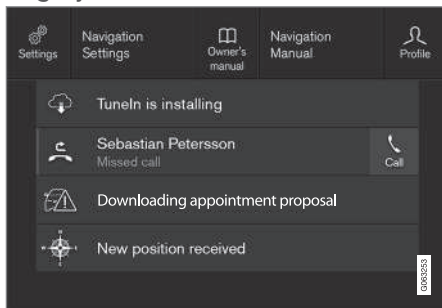 Settings
Navigation
Settings
Owner's
manual
Navigation
Manual
Profile
TuneIn is installing
Sebastian Petersson
Missed call
Call
Downloading appointment proposal
New position received
G063253